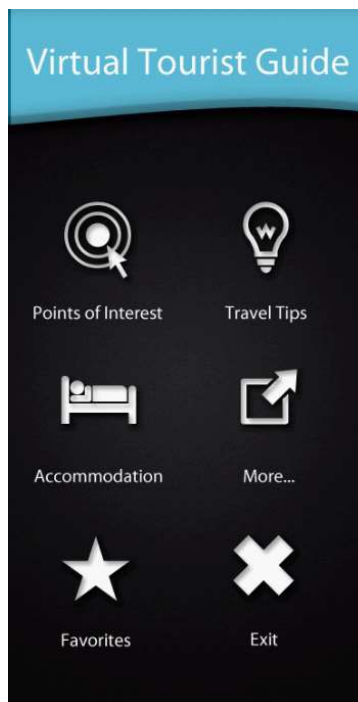 Virtual Tourist Guide
Points of Interest
Travel Tips
Accommodation
More...
Favorites
Exit